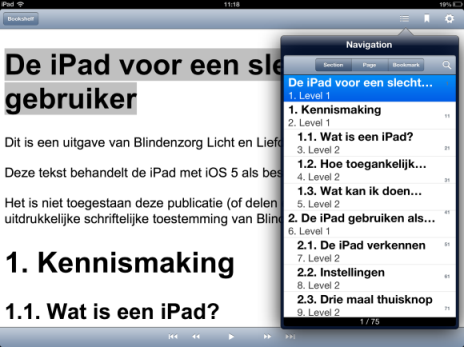 iPad
11:18
19%
Bookshelf
De iPad voor een slec
gebruiker
Dit is een uitgave van Blindenzorg Licht en Liefd
Deze tekst behandelt de iPad met iOS 5 als bes
Het is niet toegestaan deze publicatie (of delen
uitdrukkelijke schriftelijke toestemming van Blind
1. Kennismaking
1.1. Wat is een iPad?
Navigation
Section Page Bookmark
De iPad voor een slecht...
1. Level 1
1. Kennismaking
2. Level 1
1.1. Wat is een iPad?
3. Level 2
1.2. Hoe toegankelijk...
4. Level 2
1.3. Wat kan ik doen...
5. Level 2
2. De iPad gebruiken als...
6. Level 1
2.1. De iPad verkennen
7. Level 2
2.2. Instellingen
8. Level 2
2.3. Drie maal thuisknop
9. Level 2
1 / 75